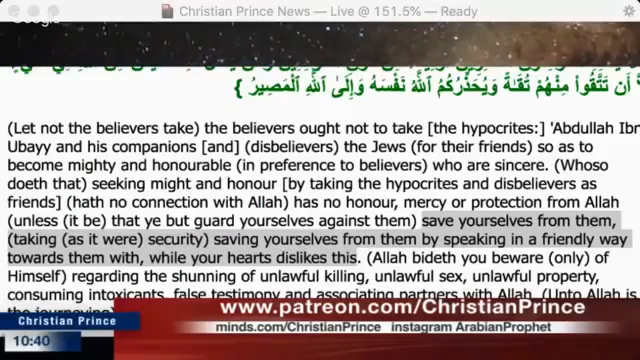 Christian Prince News — Live @ 151.5% — Ready
Google
أَن تَتَّقُواْ مِنْهُمْ تُقَـٰةً وَيُحَذِّرُكُمُ ٱللَّهُ نَفْسَهُ وَإِلَىٰ ٱللَّهِ ٱلْمَصِيرُ }
(Let not the believers take) the believers ought not to take [the hypocrites:] 'Abdullah Ibn
Ubayy and his companions [and] (disbelievers) the Jews (for their friends) so as to
become mighty and honourable (in preference to believers) who are sincere. (Whoso
doeth that) seeking might and honour [by taking the hypocrites and disbelievers as
friends] (hath no connection with Allah) has no honour, mercy or protection from Allah
(unless (it be) that ye but guard yourselves against them) save yourselves from them,
(taking (as it were) security) saving yourselves from them by speaking in a friendly way
towards them with, while your hearts dislikes this. (Allah bideth you beware (only) of
Himself) regarding the shunning of unlawful killing, unlawful sex, unlawful property,
consuming intoxicants, false testimony and associating partners with Allah. (Unto Allah is
the journeying)
www.patreon.com/ChristianPrince
Christian Prince
minds.com/ChristianPrince instagram ArabianProphet
10:40